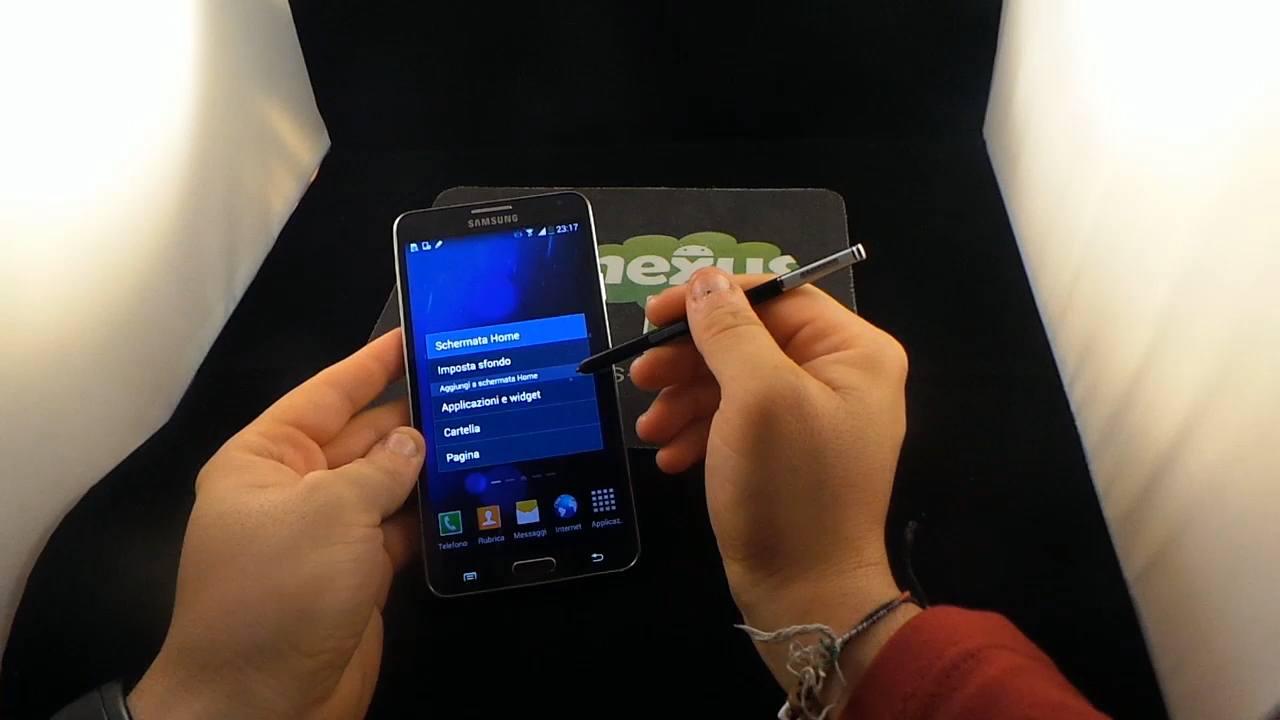 SAMSUNG
23:17
nexus
Schermata Home
Imposta sfondo
Aggiungi a schermata Home
Applicazioni e widget
Cartella
Pagina
Telefono
Rubrica
Messaggi
Internet
Applicaz.